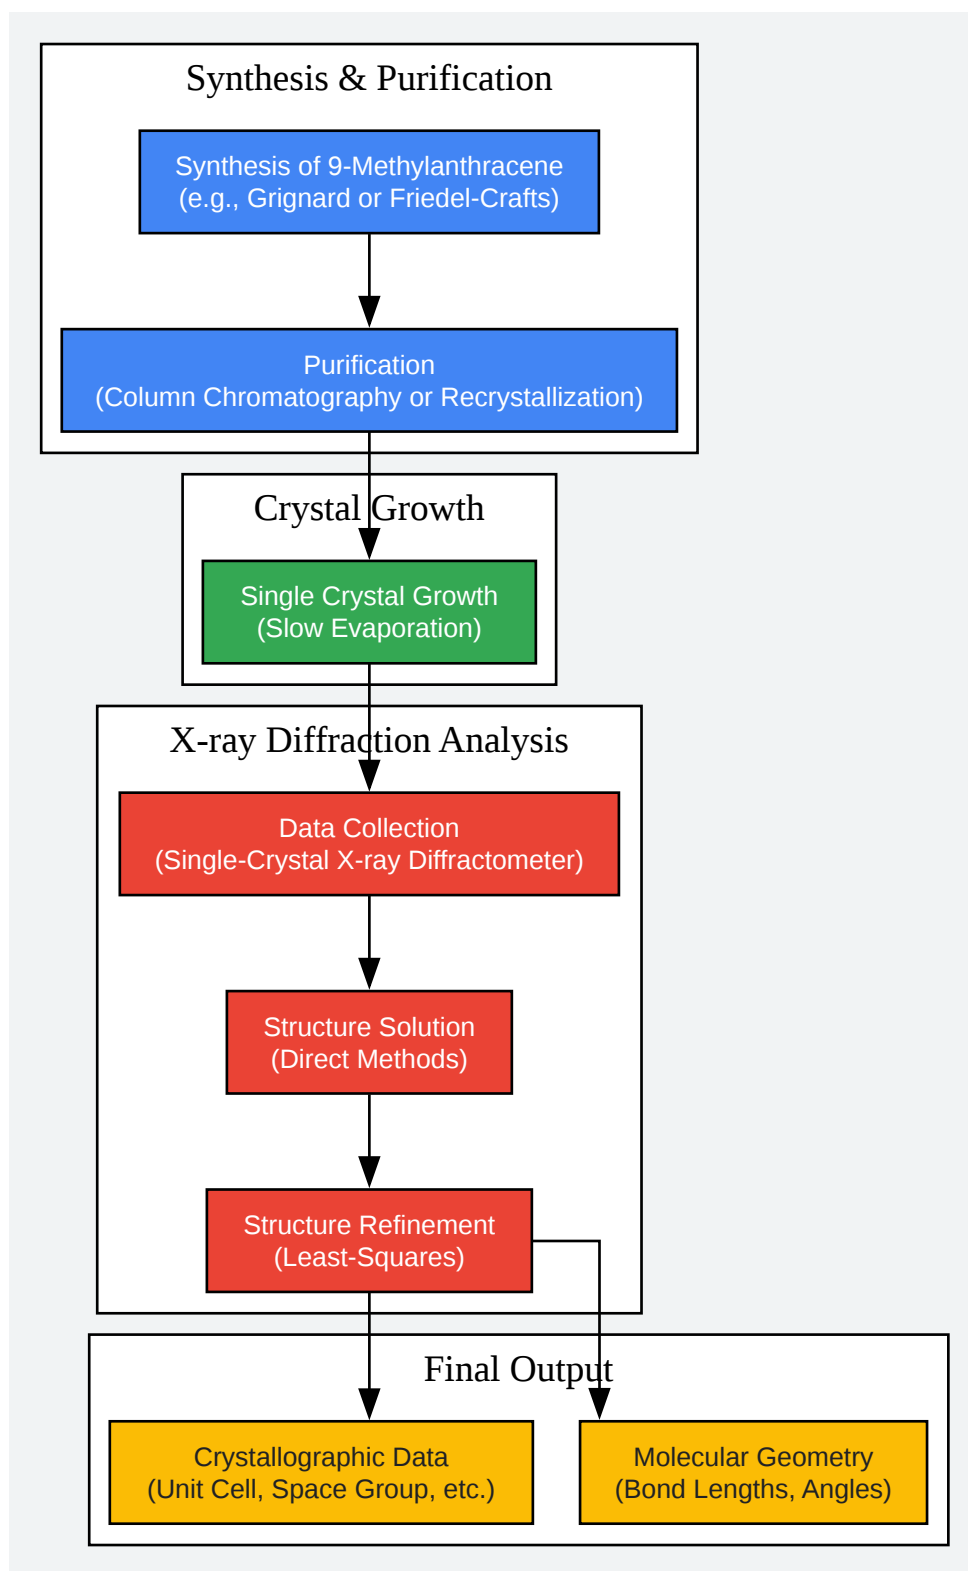 Synthesis & Purification
Synthesis of 9-Methylanthracene
(e.g., Grignard or Friedel-Crafts)
Purification
(Column Chromatography or Recrystallization)
Crystal Growth
Single Crystal Growth
(Slow Evaporation)
X-ray Diffraction Analysis
Data Collection
(Single-Crystal X-ray Diffractometer)
Structure Solution
(Direct Methods)
Structure Refinement
(Least-Squares)
Final Output
Crystallographic Data
(Unit Cell, Space Group, etc.)
Molecular Geometry
(Bond Lengths, Angles)